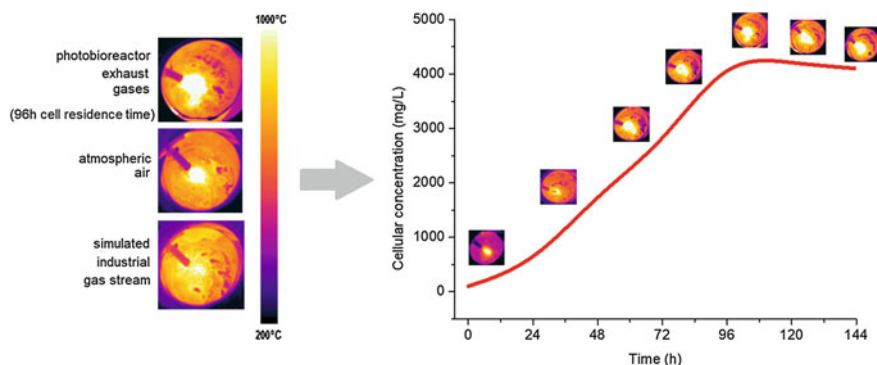 1000°C
photobioreactor
exhaust
gases
(96h cell residence time)
atmospheric
air
simulated
industrial
gas stream
200°C
Cellular concentration (mg/L)
5000
4000
3000
2000
1000
0
0 24 48 72 96 120 144
Time (h)